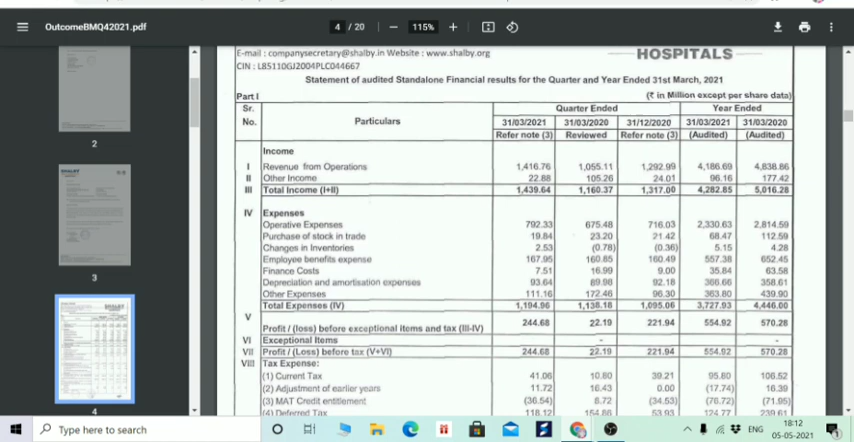 OutcomeBMQ42021.pdf 4 / 20 115%
2
3
4
E-mail : companysecretary@shalby.in Website : www.shalby.org HOSPITALS
CIN : L85110GJ2004PLC044667
Statement of audited Standalone Financial results for the Quarter and Year Ended 31st March, 2021
Part I (₹ in Million except per share data)
Sr. No. Particulars Quarter Ended Year Ended
31/03/2021 31/03/2020 31/12/2020 31/03/2021 31/03/2020
Refer note (3) Reviewed Refer note (3) (Audited) (Audited)
Income
I Revenue from Operations 1,416.76 1,055.11 1,292.99 4,186.69 4,838.86
II Other Income 22.88 105.26 24.01 96.16 177.42
III Total Income (I+II) 1,439.64 1,160.37 1,317.00 4,282.85 5,016.28
IV Expenses
Operative Expenses 792.33 675.48 716.03 2,330.63 2,814.59
Purchase of stock in trade 19.84 23.20 21.42 68.47 112.59
Changes in Inventories 2.53 (0.78) (0.36) 5.15 4.28
Employee benefits expense 167.95 160.85 160.49 557.38 652.45
Finance Costs 7.51 16.99 9.00 35.84 63.58
Depreciation and amortisation expenses 93.64 89.98 92.18 366.66 358.61
Other Expenses 111.16 172.46 96.30 363.80 439.90
Total Expenses (IV) 1,194.96 1,138.18 1,095.06 3,727.93 4,446.00
V Profit / (loss) before exceptional items and tax (III-IV) 244.68 22.19 221.94 554.92 570.28
VI Exceptional Items - - -
VII Profit / (Loss) before tax (V+VI) 244.68 22.19 221.94 554.92 570.28
VIII Tax Expense:
(1) Current Tax 41.06 10.80 39.21 95.80 106.52
(2) Adjustment of earlier years 11.72 16.43 0.00 (17.74) 16.39
(3) MAT Credit entitlement (36.54) 8.72 (34.53) (76.72) (71.95)
(4) Deferred Tax 118.12 154.66 53.93 124.77 239.61
Type here to search ENG 18:12
05-05-2021